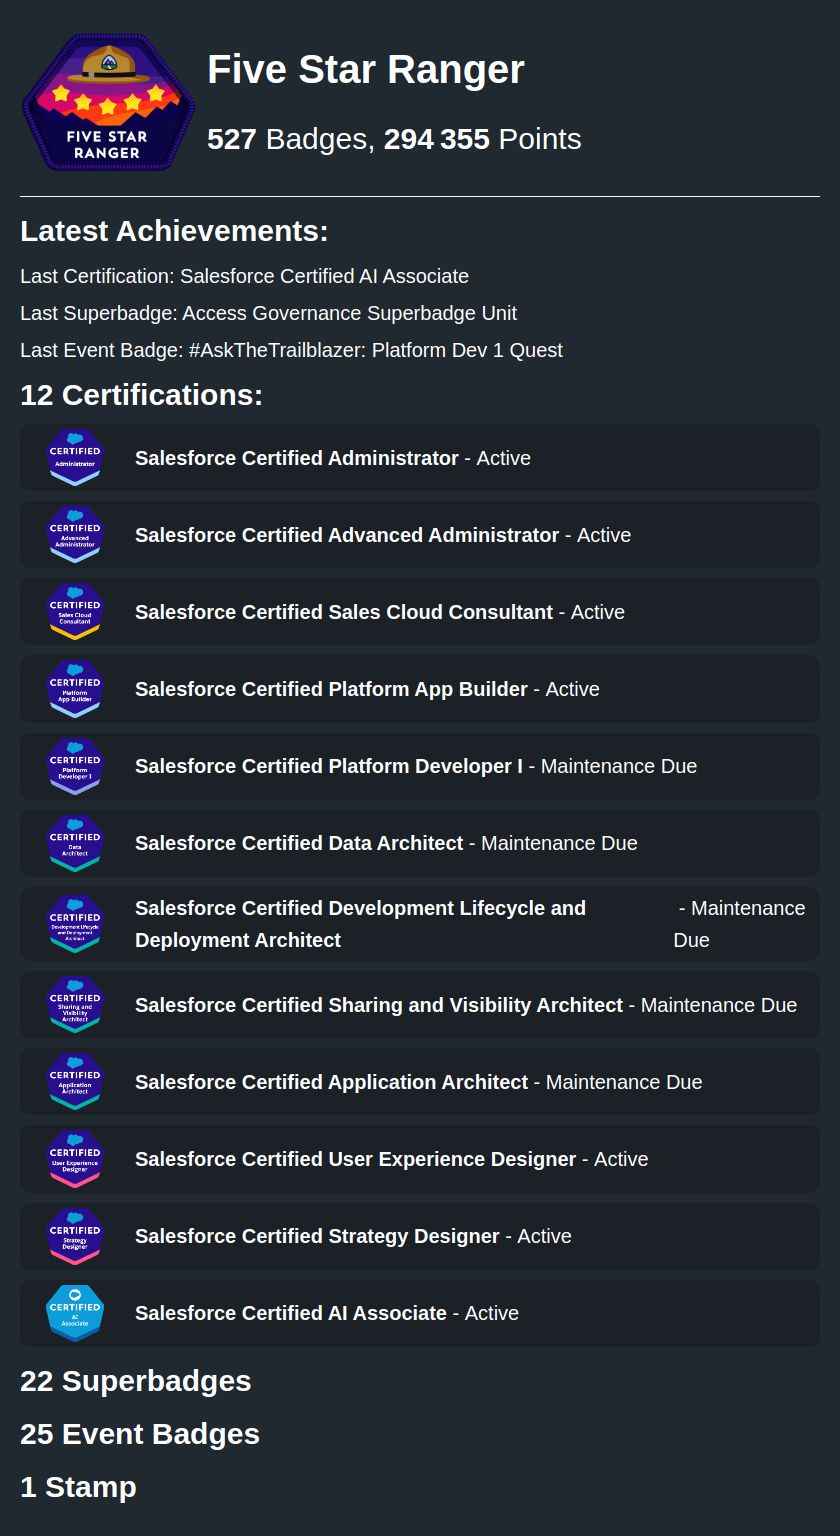 FIVE STAR
RANGER
Five Star Ranger
527 Badges, 294 355 Points
Latest Achievements:
Last Certification: Salesforce Certified AI Associate
Last Superbadge: Access Governance Superbadge Unit
Last Event Badge: #AskTheTrailblazer: Platform Dev 1 Quest
12 Certifications:
CERTIFIED
Administrator
Salesforce Certified Administrator - Active
CERTIFIED
Advanced
Administrator
Salesforce Certified Advanced Administrator - Active
CERTIFIED
Sales Cloud
Consultant
Salesforce Certified Sales Cloud Consultant - Active
CERTIFIED
Platform
App Builder
Salesforce Certified Platform App Builder - Active
CERTIFIED
Platform
Developer I
Salesforce Certified Platform Developer I - Maintenance Due
CERTIFIED
Data
Architect
Salesforce Certified Data Architect - Maintenance Due
CERTIFIED
Development Lifecycle
and Deployment
Architect
Salesforce Certified Development Lifecycle and
Deployment Architect
- Maintenance
Due
CERTIFIED
Sharing and
Visibility
Architect
Salesforce Certified Sharing and Visibility Architect - Maintenance Due
CERTIFIED
Application
Architect
Salesforce Certified Application Architect - Maintenance Due
CERTIFIED
User Experience
Designer
Salesforce Certified User Experience Designer - Active
CERTIFIED
Strategy
Designer
Salesforce Certified Strategy Designer - Active
CERTIFIED
AI
Associate
Salesforce Certified AI Associate - Active
22 Superbadges
25 Event Badges
1 Stamp